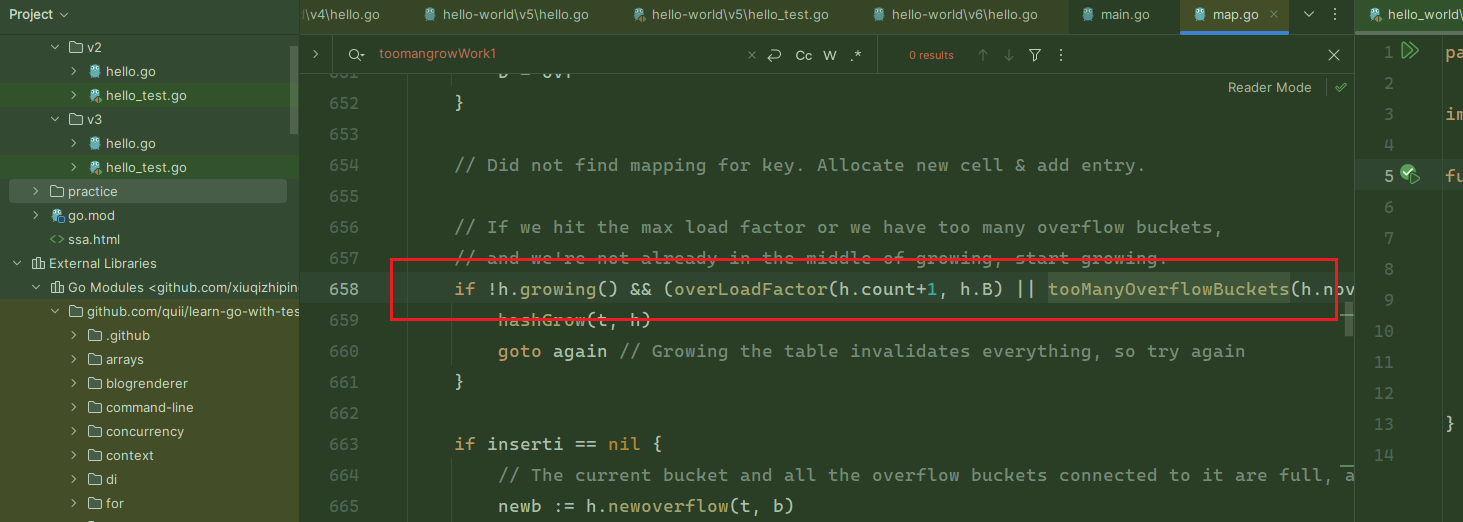 Project
v2
hello.go
hello_test.go
v3
hello.go
hello_test.go
practice
go.mod
ssa.html
External Libraries
Go Modules <github.com/xiuqizhipin
github.com/quii/learn-go-with-tes
.github
arrays
blogrenderer
command-line
concurrency
context
di
for
\v4\hello.go
hello-world\v5\hello.go
hello-world\v5\hello_test.go
hello-world\v6\hello.go
main.go
map.go
hello_world\
toomangrowWork1
Cc W .*
0 results
Reader Mode
652 }
653
654 // Did not find mapping for key. Allocate new cell & add entry.
655
656 // If we hit the max load factor or we have too many overflow buckets,
657 // and we're not already in the middle of growing, start growing.
658 if !h.growing() && (overLoadFactor(h.count+1, h.B) || tooManyOverflowBuckets(h.nov
659 hashGrow(t, h)
660 goto again // Growing the table invalidates everything, so try again
661 }
662
663 if inserti == nil {
664 // The current bucket and all the overflow buckets connected to it are full, a
665 newb := h.newoverflow(t, b)
1 pa
2
3 im
4
5 fu
6
7
8
9
10
11
12
13 }
14